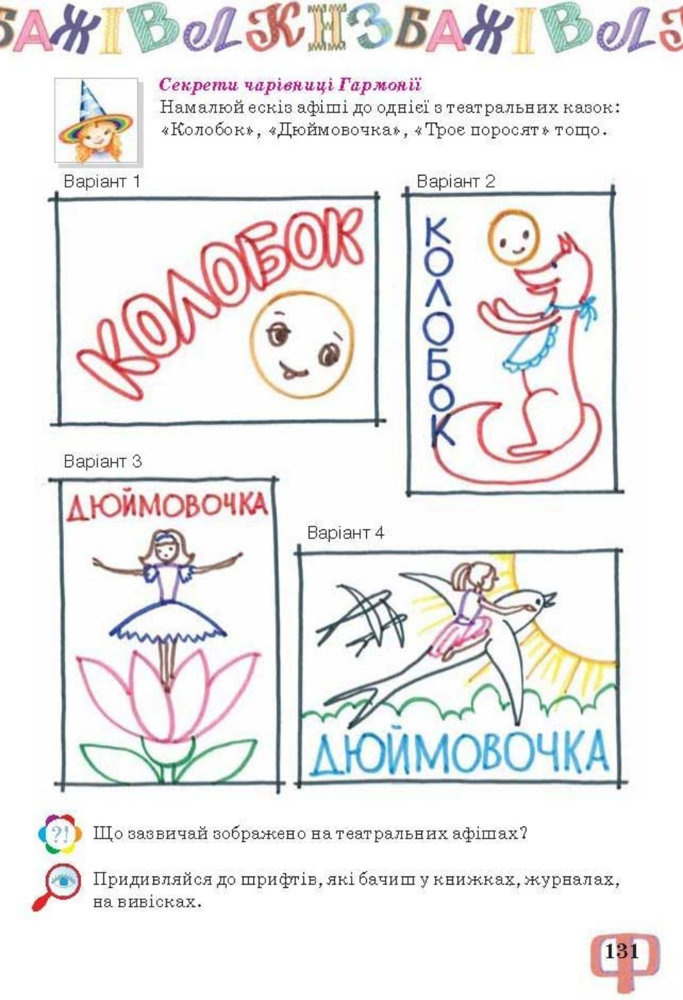 БАЖІВЛКНЗБАЖІВЛ
Секрети чарівниці Гармонії
Намалюй ескіз афіші до однієї з театральних казок:
«Колобок», «Дюймовочка», «Троє поросят» тощо.
Варіант 1
КОЛОБОК
Варіант 2
КОЛОБОК
Варіант 3
ДЮЙМОВОЧКА
Варіант 4
ДЮЙМОВОЧКА
?!
Що зазвичай зображено на театральних афішах?
Придивляйся до шрифтів, які бачиш у книжках, журналах,
на вивісках.
131